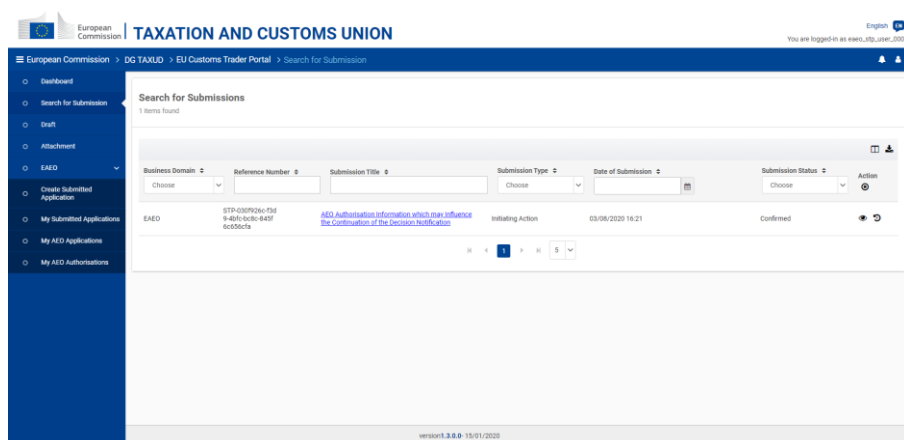 European
Commission
TAXATION AND CUSTOMS UNION
English EN
You are logged-in as eaeo_stp_user_000
European Commission > DG TAXUD > EU Customs Trader Portal > Search for Submission
Dashboard
Search for Submission
Draft
Attachment
EAEO
Create Submitted
Application
My Submitted Applications
My AEO Applications
My AEO Authorisations
Search for Submissions
1 items found
Business Domain Reference Number Submission Title Submission Type Date of Submission Submission Status Action
Choose Choose Choose
EAEO STP-030f926c-f3d AEO Authorisation Information which may Influence Initiating Action 03/08/2020 16:21 Confirmed
9-4bfc-bc8c-845f the Continuation of the Decision Notification
6c656cfa
1 5
version1.3.0.0- 15/01/2020